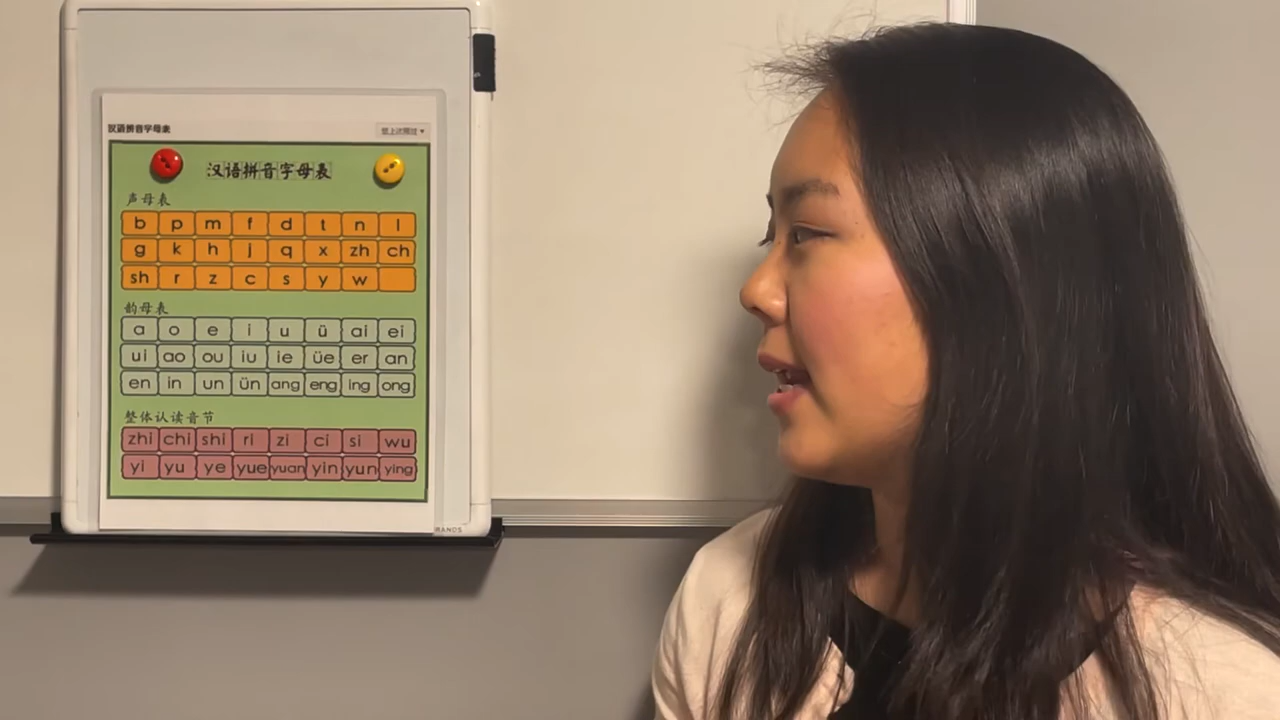 汉语拼音字母表
汉语拼音字母表
声母表
b p m f d t n l
g k h j q x zh ch
sh r z c s y w
韵母表
a o e i u ü ai ei
ui ao ou iu ie üe er an
en in un ün ang eng ing ong
整体认读音节
zhi chi shi ri zi ci si wu
yi yu ye yue yuan yin yun ying